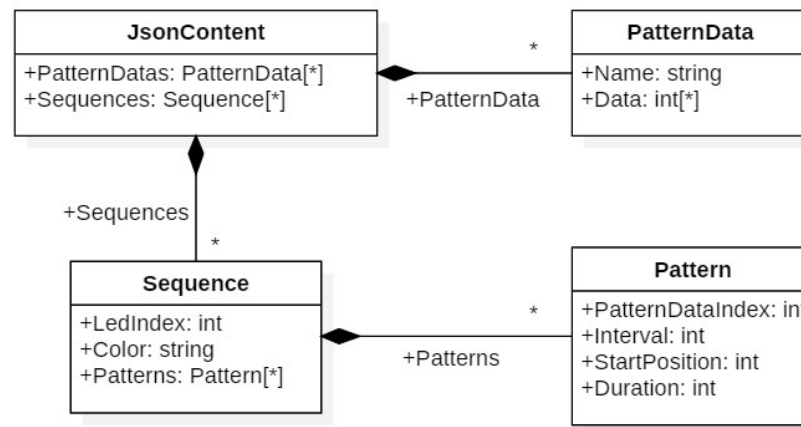 JsonContent
+PatternDatas: PatternData[*]
+Sequences: Sequence[*]
*
+PatternData
PatternData
+Name: string
+Data: int[*]
+Sequences
*
Sequence
+LedIndex: int
+Color: string
+Patterns: Pattern[*]
*
+Patterns
Pattern
+PatternDataIndex: int
+Interval: int
+StartPosition: int
+Duration: int